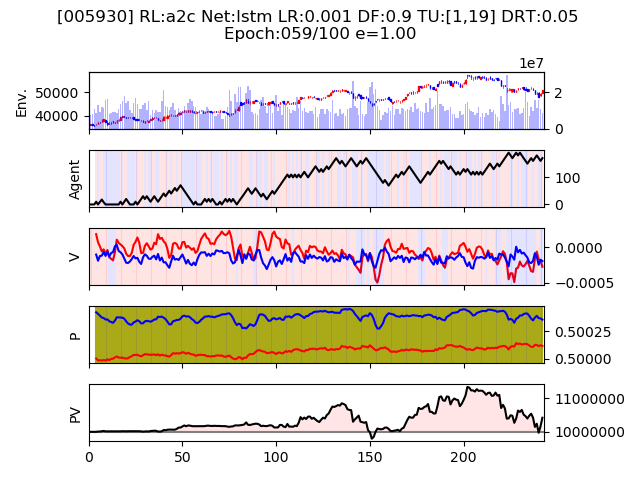 [005930] RL:a2c Net:lstm LR:0.001 DF:0.9 TU:[1,19] DRT:0.05
Epoch:059/100 e=1.00
1e7
Env.
50000
40000
2
0
Agent
100
0
V
0.0000
−0.0005
P
0.50025
0.50000
PV
11000000
10000000
0 50 100 150 200